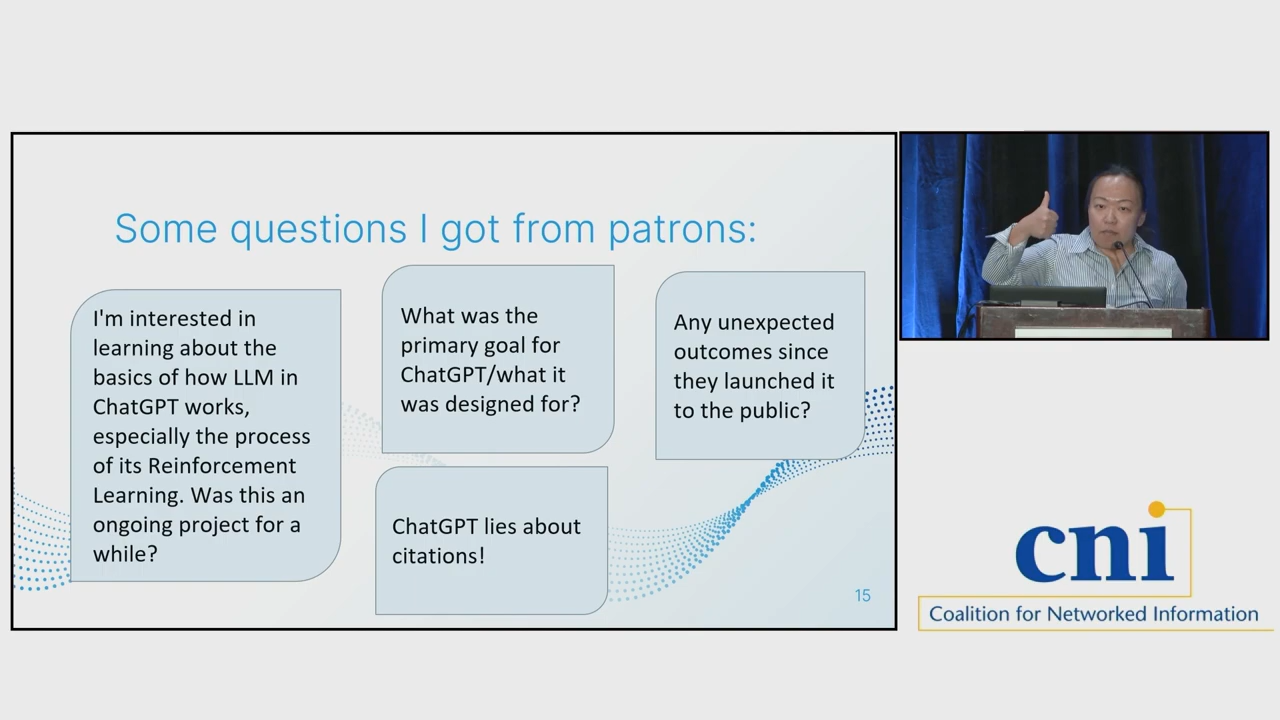 Some questions I got from patrons:
I'm interested in
learning about the
basics of how LLM in
ChatGPT works,
especially the process
of its Reinforcement
Learning. Was this an
ongoing project for a
while?
What was the
primary goal for
ChatGPT/what it
was designed for?
Any unexpected
outcomes since
they launched it
to the public?
ChatGPT lies about
citations!
15
cni
Coalition for Networked Information